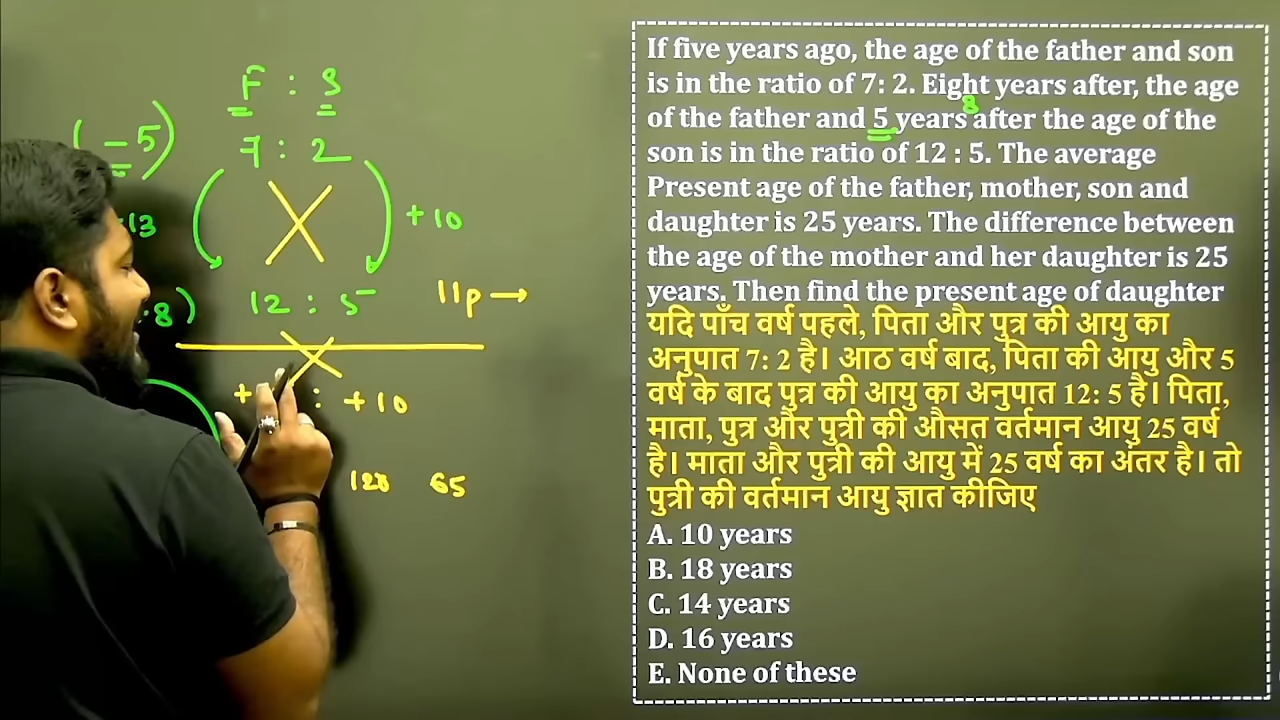 F : S
(-5) 7 : 2
13 +10
8) 12 : 5 11p →
+ : + 10
120 65
If five years ago, the age of the father and son
is in the ratio of 7: 2. Eight years after, the age
8
of the father and 5 years after the age of the
son is in the ratio of 12 : 5. The average
Present age of the father, mother, son and
daughter is 25 years. The difference between
the age of the mother and her daughter is 25
years. Then find the present age of daughter
यदि पाँच वर्ष पहले, पिता और पुत्र की आयु का
अनुपात 7: 2 है। आठ वर्ष बाद, पिता की आयु और 5
वर्ष के बाद पुत्र की आयु का अनुपात 12: 5 है। पिता,
माता, पुत्र और पुत्री की औसत वर्तमान आयु 25 वर्ष
है। माता और पुत्री की आयु में 25 वर्ष का अंतर है। तो
पुत्री की वर्तमान आयु ज्ञात कीजिए
A. 10 years
B. 18 years
C. 14 years
D. 16 years
E. None of these